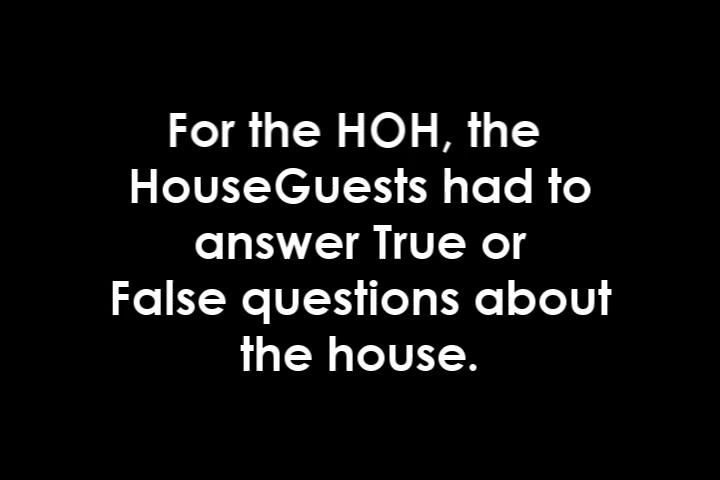 For the HOH, the
HouseGuests had to
answer True or
False questions about
the house.